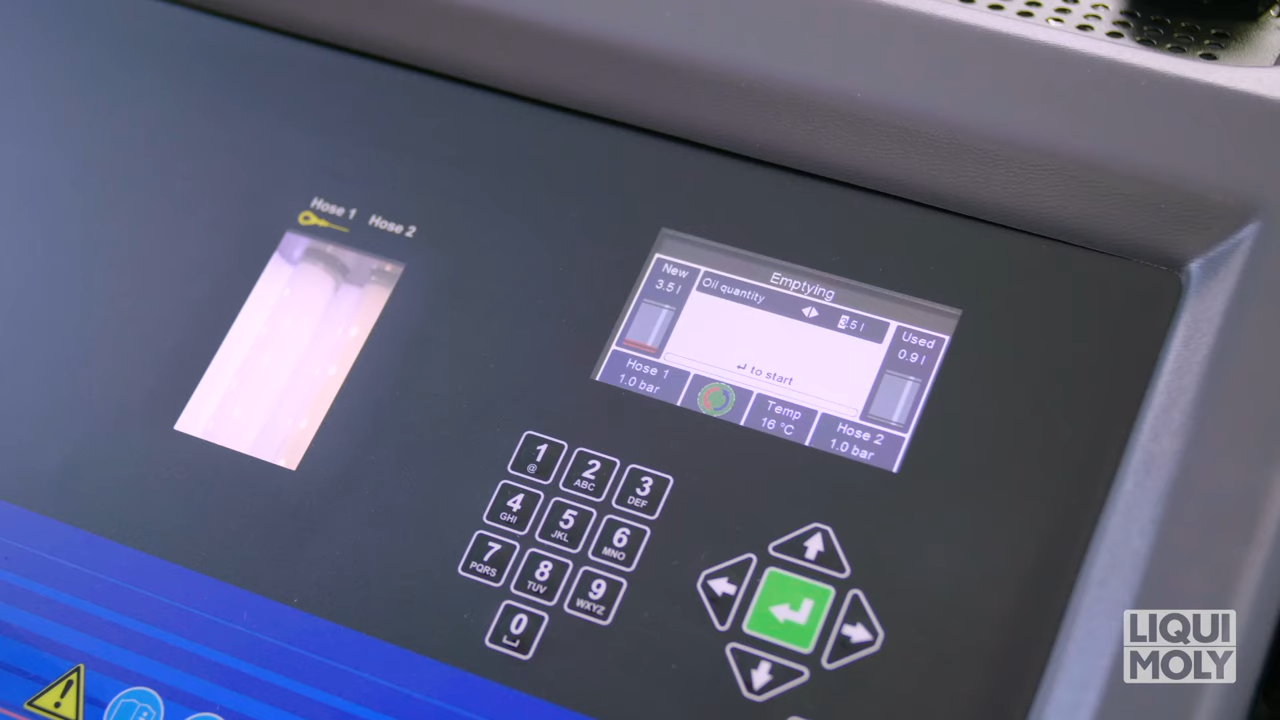 Hose 1
Hose 2
Emptying
New
3.5 l
Oil quantity
3.5 l
Used
0.9 l
↵ to start
Hose 1
1.0 bar
Temp
16 °C
Hose 2
1.0 bar
1
@
2
ABC
3
DEF
4
GHI
5
JKL
6
MNO
7
PQRS
8
TUV
9
WXYZ
0
LIQUI
MOLY